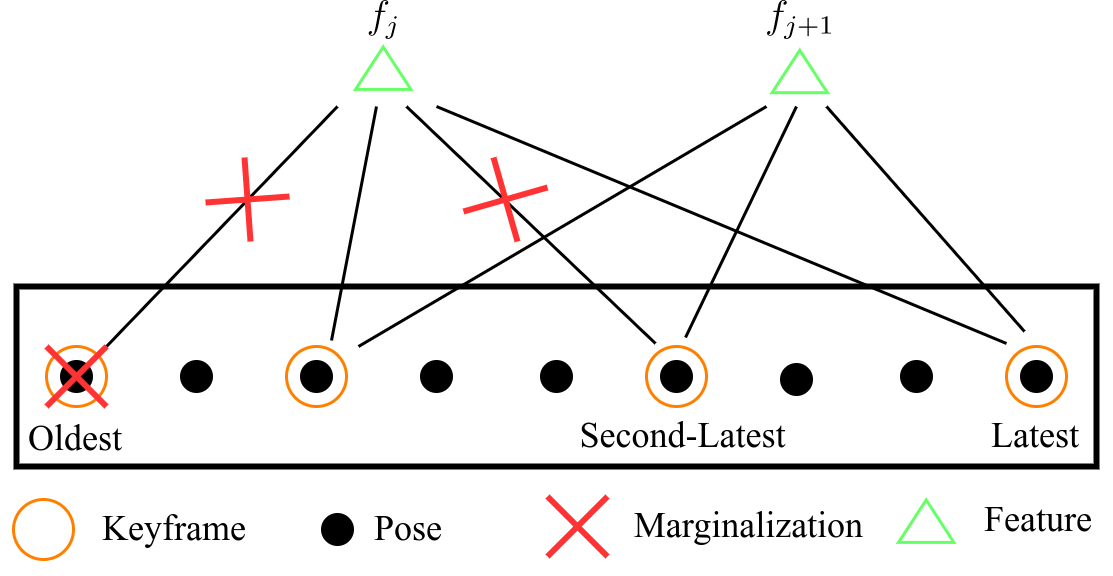 f_j f_{j+1}
Oldest Second-Latest Latest
Keyframe Pose Marginalization Feature